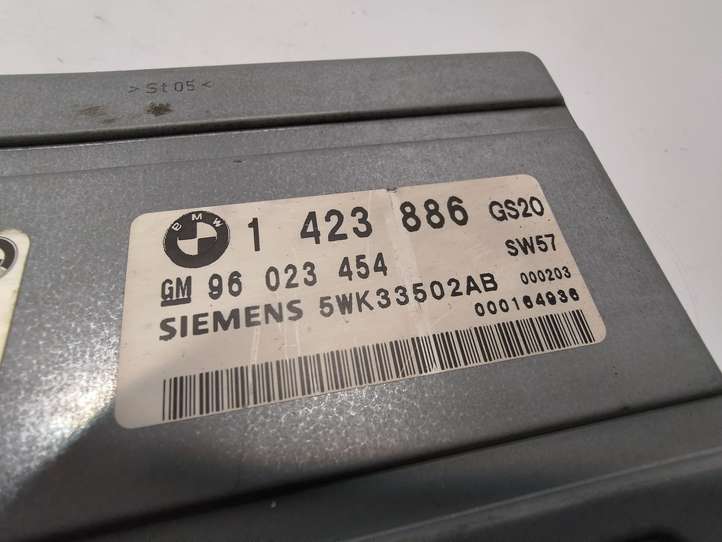 >St05<
BMW 1 423 886 GS20
SW57
GM 96 023 454
000203
SIEMENS 5WK33502AB
000164936